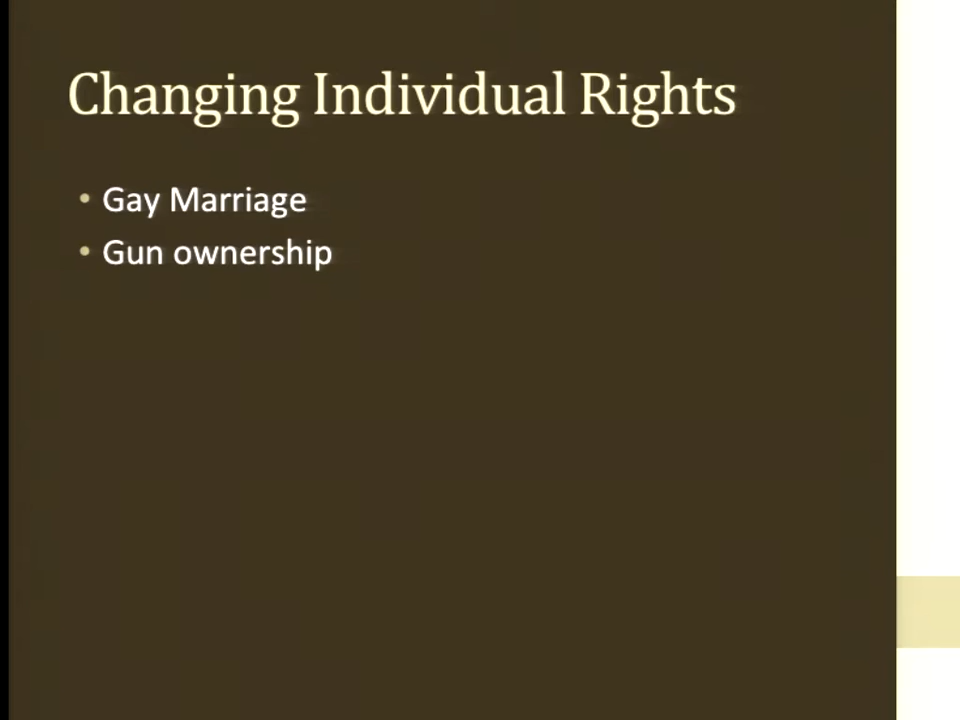 Changing Individual Rights
• Gay Marriage
• Gun ownership